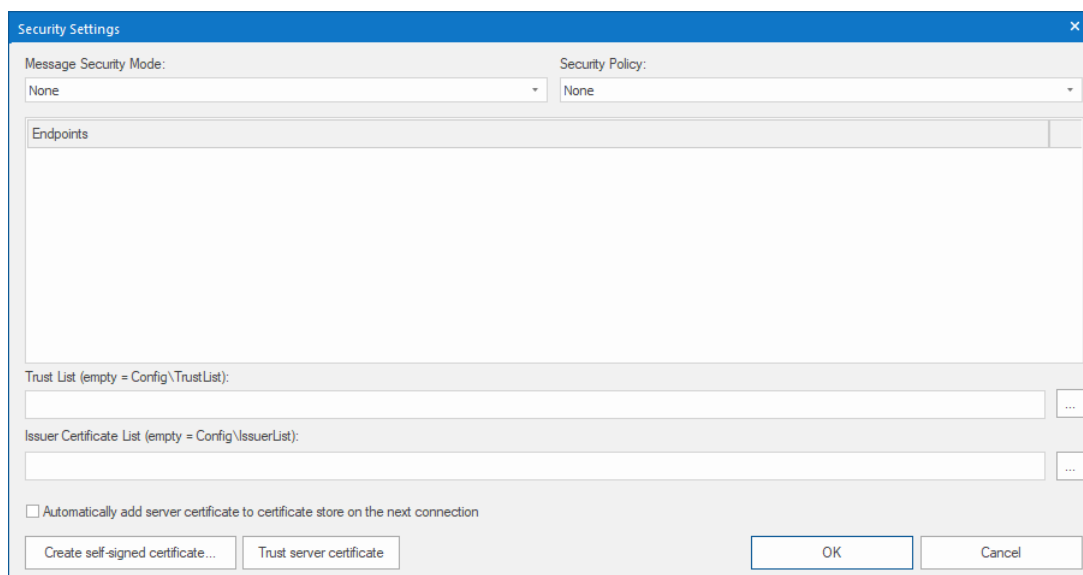 Security Settings
Message Security Mode: Security Policy:
None None
Endpoints
Trust List (empty = Config\TrustList):
...
Issuer Certificate List (empty = Config\IssuerList):
...
Automatically add server certificate to certificate store on the next connection
Create self-signed certificate... Trust server certificate OK Cancel